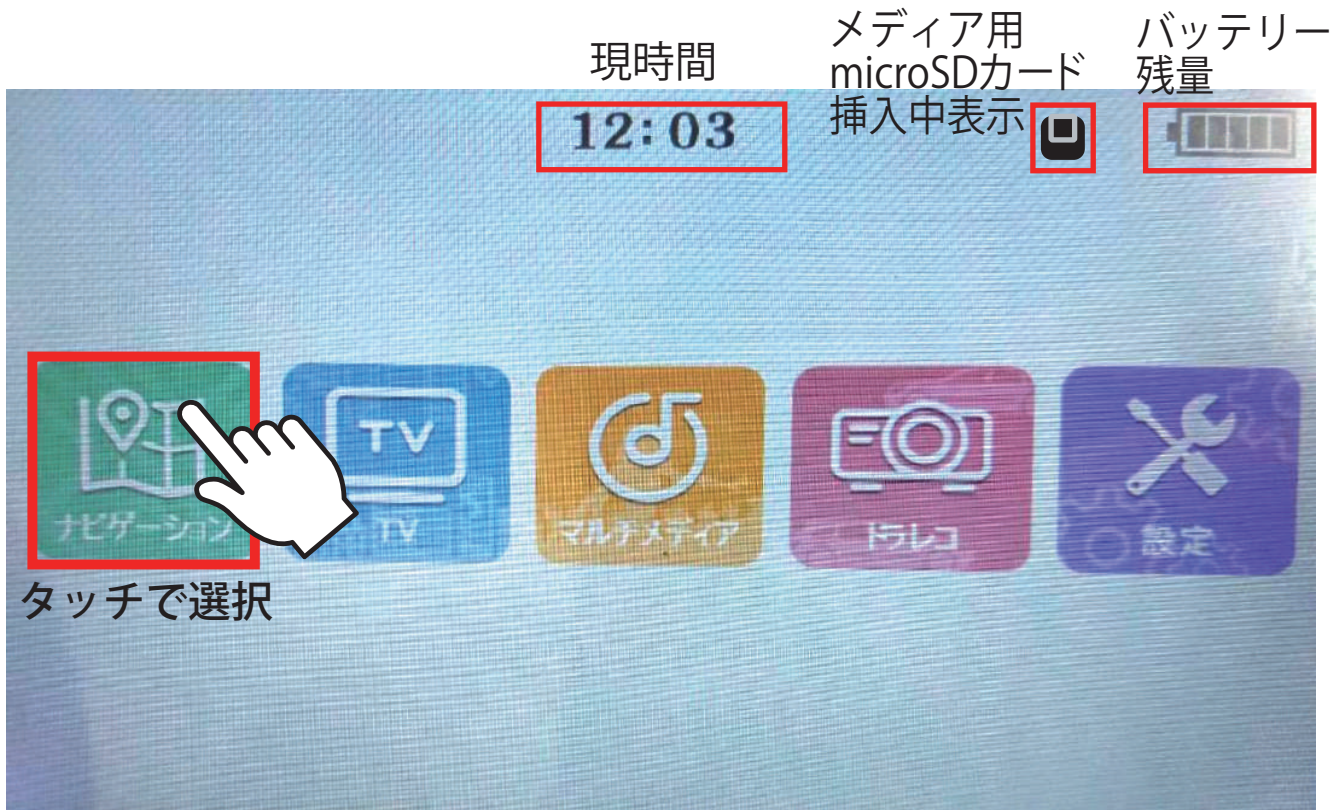 現時間
メディア用
microSDカード
挿入中表示
バッテリー
残量
12:03
TV
ナビゲーション
TV
マルチメディア
ドラレコ
設定
タッチで選択